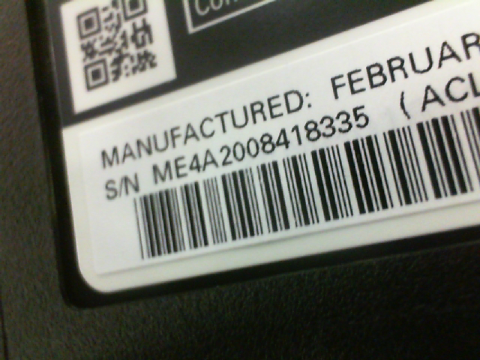 MANUFACTURED: FEBRUAR
S/N ME4A2008418335 (ACL